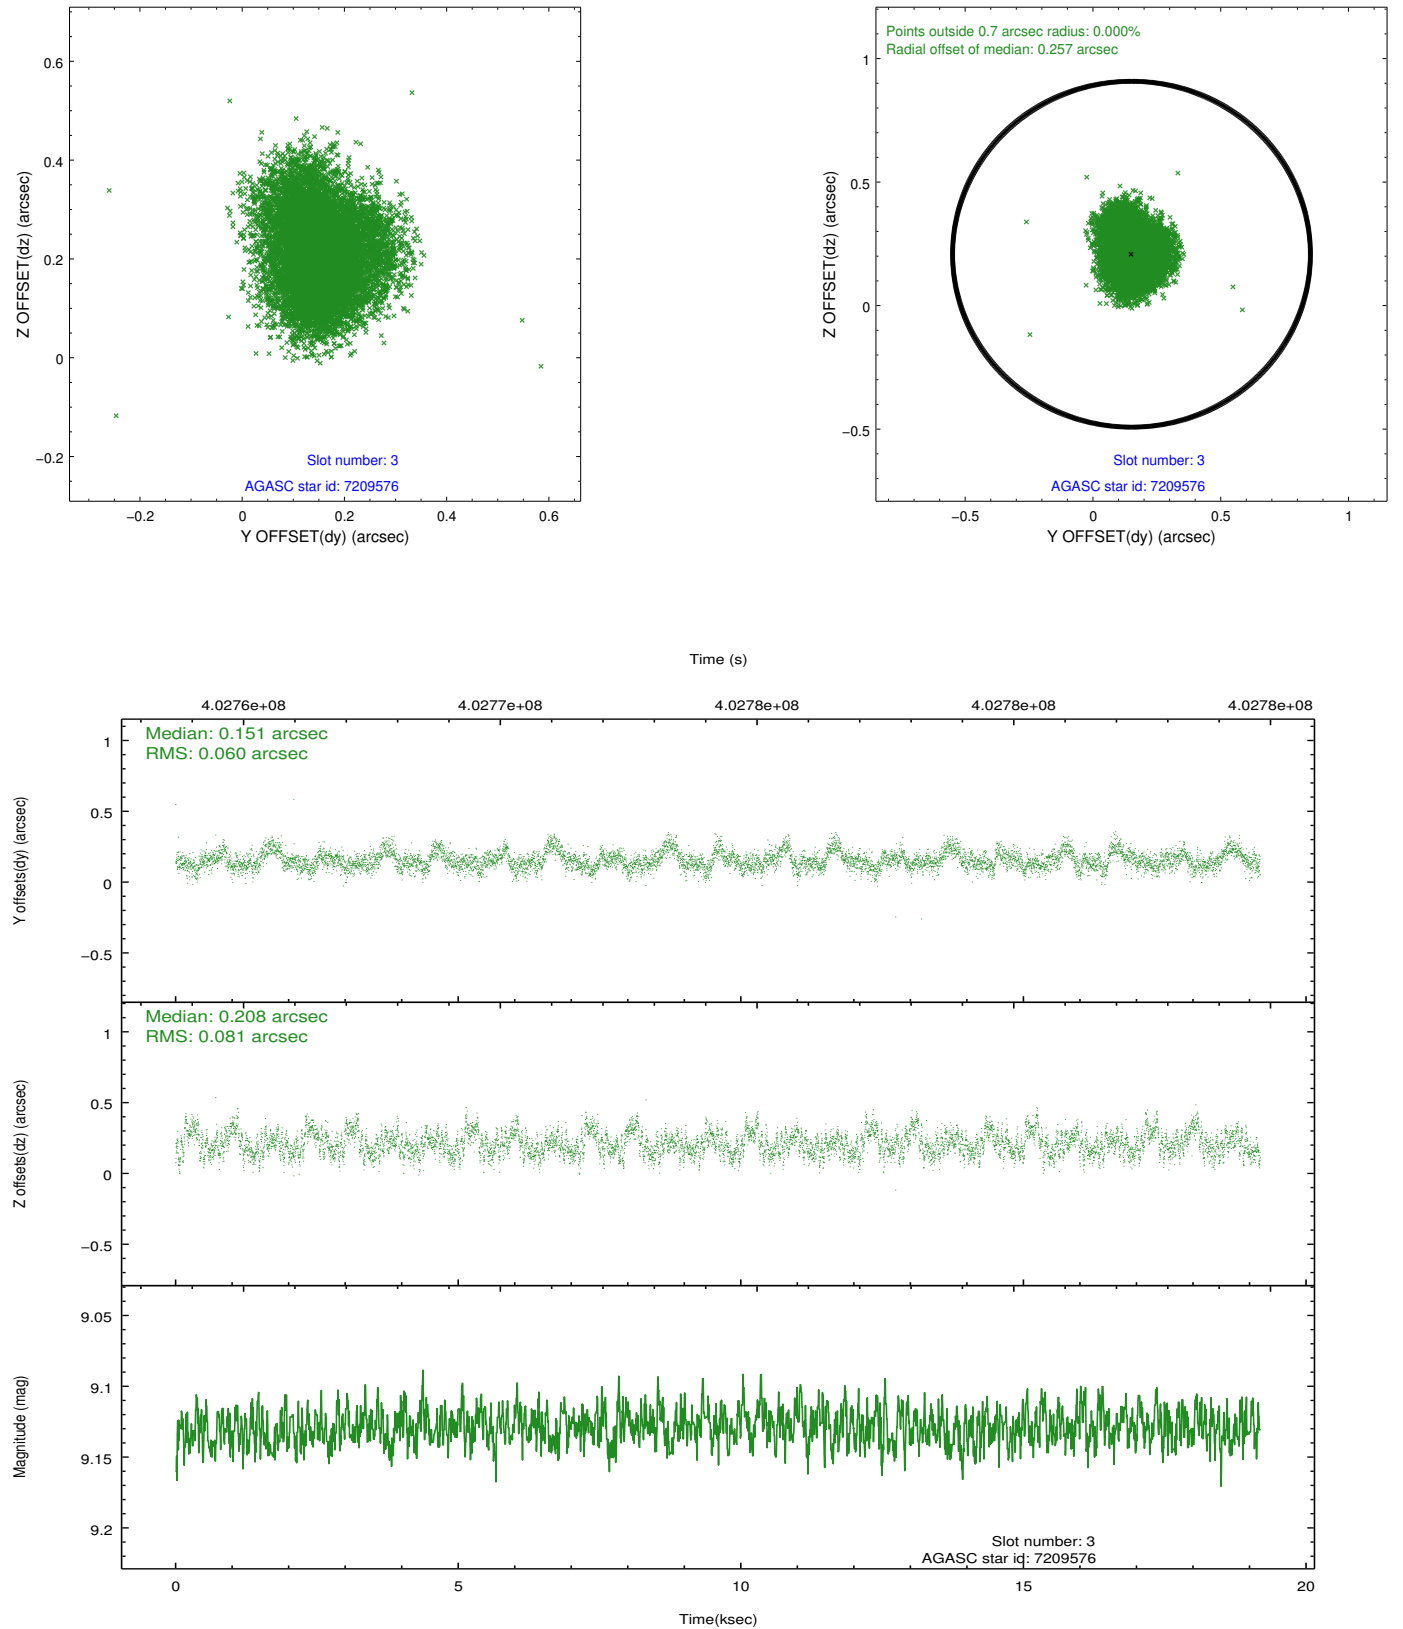 0.6
0.4
0.2
0
−0.2
Z OFFSET(dz) (arcsec)
Slot number: 3
AGASC star id: 7209576
−0.2 0 0.2 0.4 0.6
Y OFFSET(dy) (arcsec)
Points outside 0.7 arcsec radius: 0.000%
Radial offset of median: 0.257 arcsec
1
0.5
0
−0.5
Z OFFSET(dz) (arcsec)
Slot number: 3
AGASC star id: 7209576
−0.5 0 0.5 1
Y OFFSET(dy) (arcsec)
Time (s)
4.0276e+08 4.0277e+08 4.0278e+08 4.0278e+08 4.0278e+08
Median: 0.151 arcsec
RMS: 0.060 arcsec
1
0.5
0
−0.5
Y offsets(dy) (arcsec)
Median: 0.208 arcsec
RMS: 0.081 arcsec
1
0.5
0
−0.5
Z offsets(dz) (arcsec)
9.05
9.1
9.15
9.2
Magnitude (mag)
Slot number: 3
AGASC star id: 7209576
0 5 10 15 20
Time(ksec)